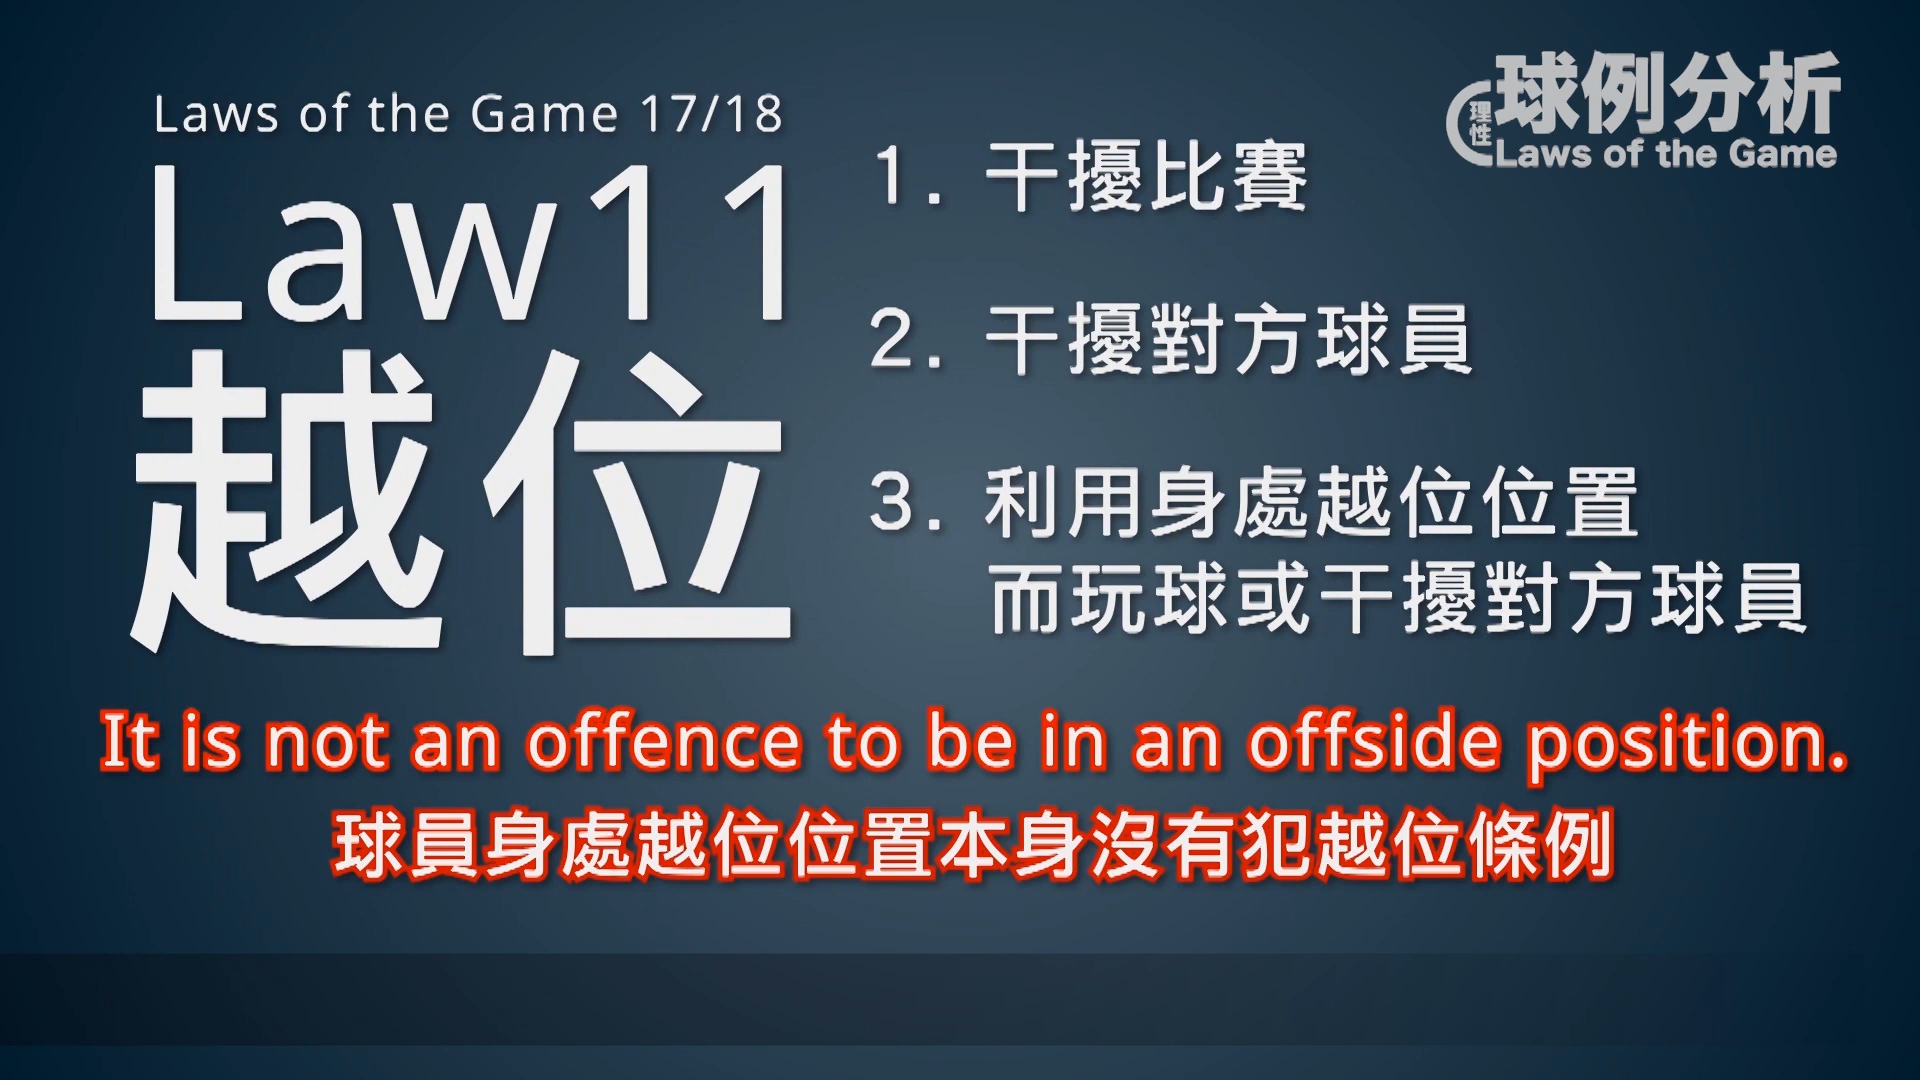 Laws of the Game 17/18
Law11
越位
1. 干擾比賽
2. 干擾對方球員
3. 利用身處越位位置
而玩球或干擾對方球員
It is not an offence to be in an offside position.
球員身處越位位置本身沒有犯越位條例
理性
球例分析
Laws of the Game